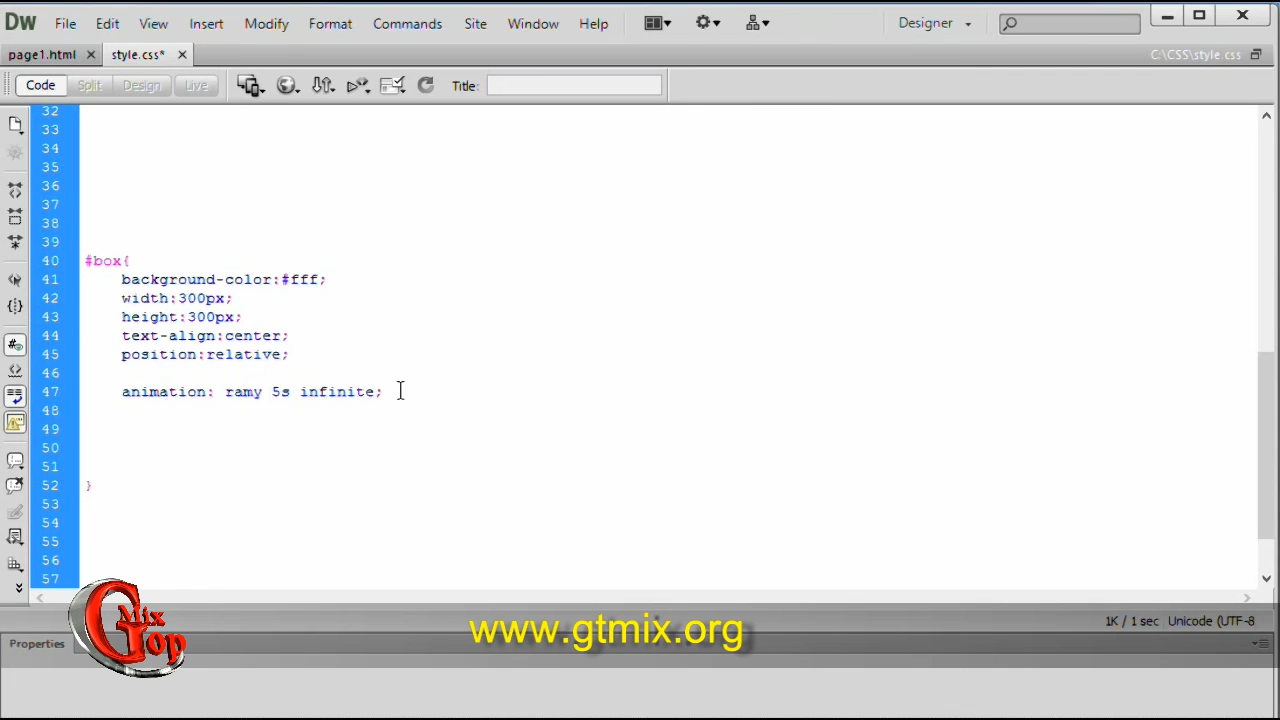 Dw File Edit View Insert Modify Format Commands Site Window Help Designer
page1.html style.css* C:\CSS\style css
Code Split Design Live Title:
32
33
34
35
36
37
38
39
40 #box{
41 background-color:#fff;
42 width:300px;
43 height:300px;
44 text-align:center;
45 position:relative;
46
47 animation: ramy 5s infinite;
48
49
50
51
52 }
53
54
55
56
57
1K / 1 sec Unicode (UTF-8
Properties
G Mix Top
www.gtmix.org